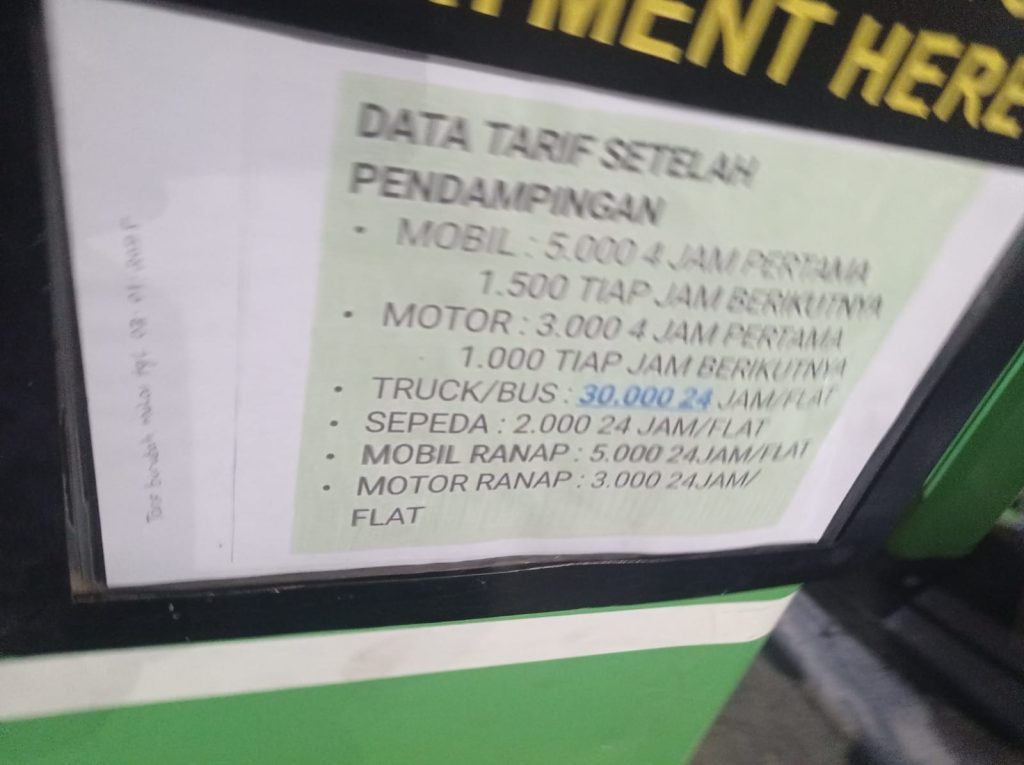 MENT HERE
DATA TARIF SETELAH
PENDAMPINGAN
• MOBIL : 5.000 4 JAM PERTAMA
1.500 TIAP JAM BERIKUTNYA
• MOTOR : 3.000 4 JAM PERTAMA
1.000 TIAP JAM BERIKUTNYA
• TRUCK/BUS : 30.000 24 JAM/FLAT
• SEPEDA : 2.000 24 JAM/FLAT
• MOBIL RANAP : 5.000 24JAM/FLAT
• MOTOR RANAP : 3.000 24JAM/
FLAT